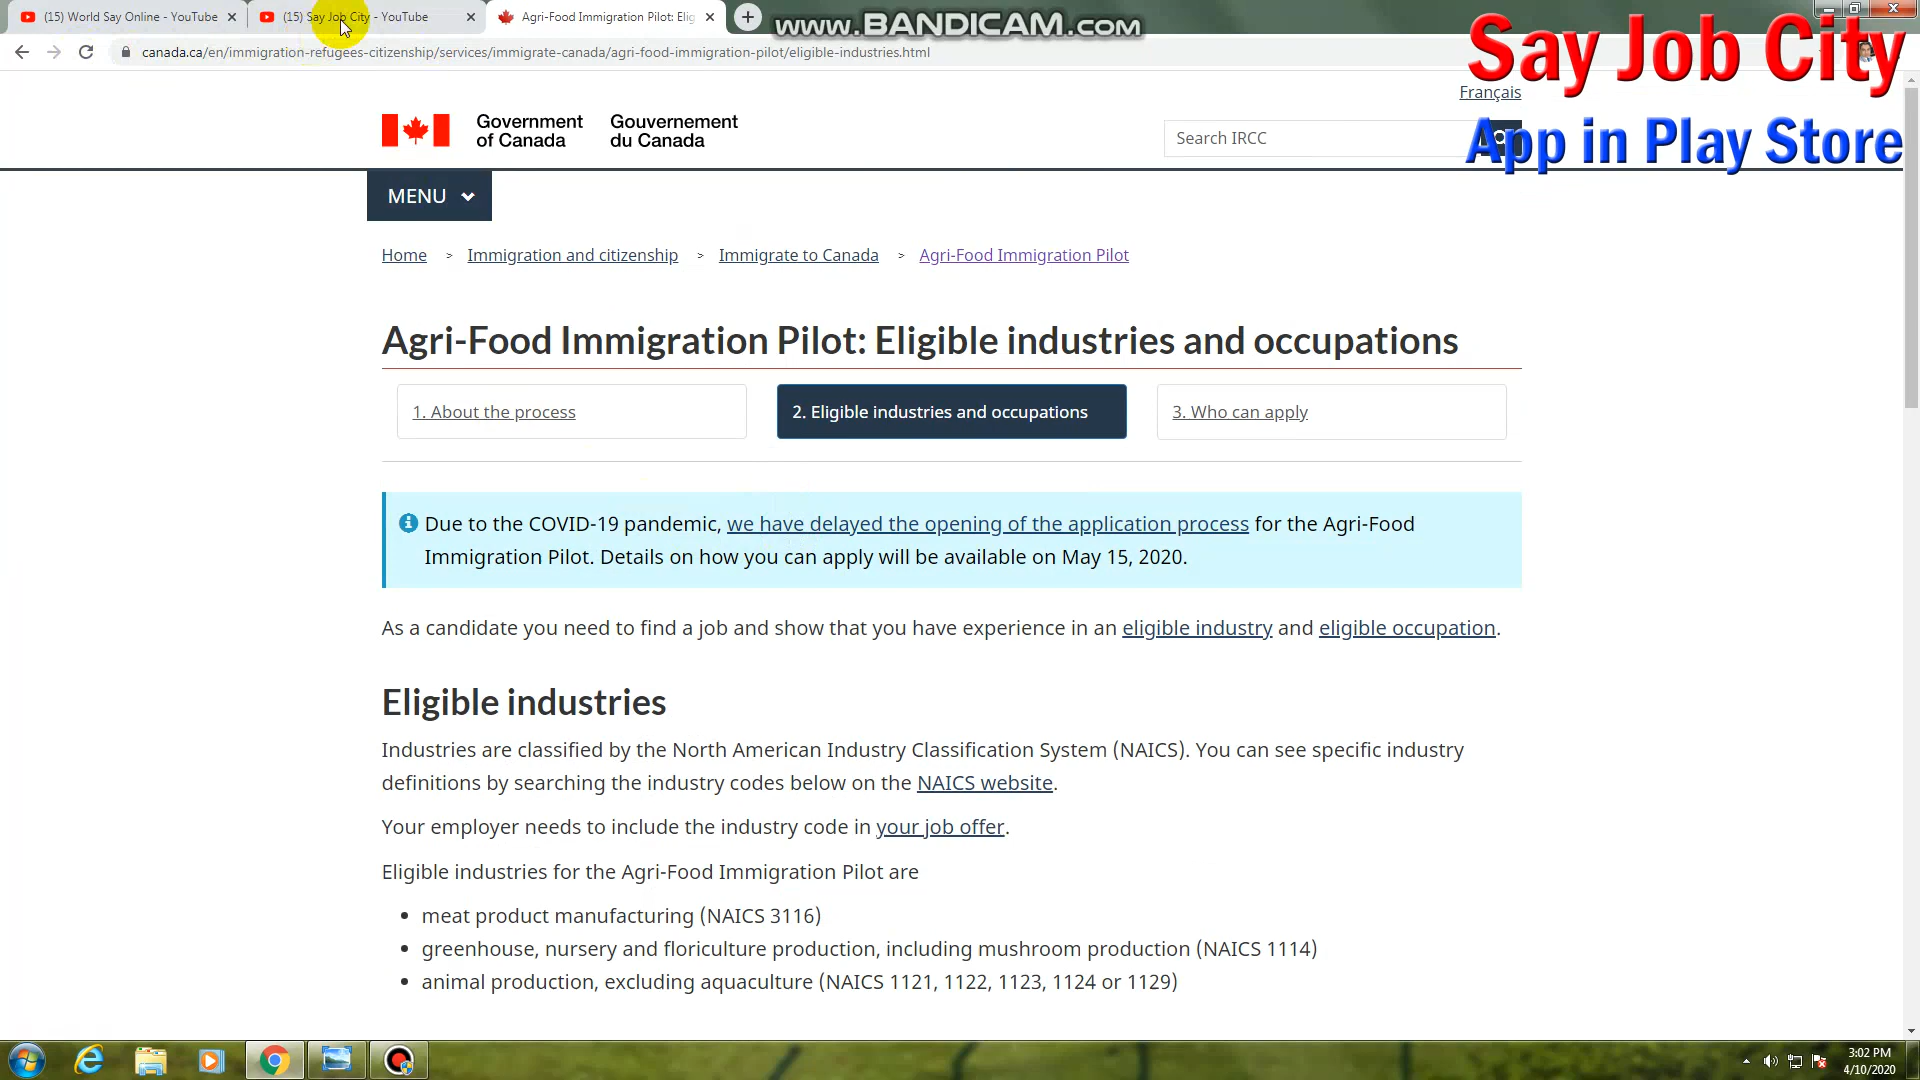 (15) World Say Online - YouTube
(15) Say Job City - YouTube
Agri-Food Immigration Pilot: Elig
www.BANDICAM.com
canada.ca/en/immigration-refugees-citizenship/services/immigrate-canada/agri-food-immigration-pilot/eligible-industries.html
Say Job City
App in Play Store
Français
Government of Canada
Gouvernement du Canada
Search IRCC
MENU
Home > Immigration and citizenship > Immigrate to Canada > Agri-Food Immigration Pilot
Agri-Food Immigration Pilot: Eligible industries and occupations
1. About the process
2. Eligible industries and occupations
3. Who can apply
Due to the COVID-19 pandemic, we have delayed the opening of the application process for the Agri-Food
Immigration Pilot. Details on how you can apply will be available on May 15, 2020.
As a candidate you need to find a job and show that you have experience in an eligible industry and eligible occupation.
Eligible industries
Industries are classified by the North American Industry Classification System (NAICS). You can see specific industry
definitions by searching the industry codes below on the NAICS website.
Your employer needs to include the industry code in your job offer.
Eligible industries for the Agri-Food Immigration Pilot are
• meat product manufacturing (NAICS 3116)
• greenhouse, nursery and floriculture production, including mushroom production (NAICS 1114)
• animal production, excluding aquaculture (NAICS 1121, 1122, 1123, 1124 or 1129)
3:02 PM
4/10/2020